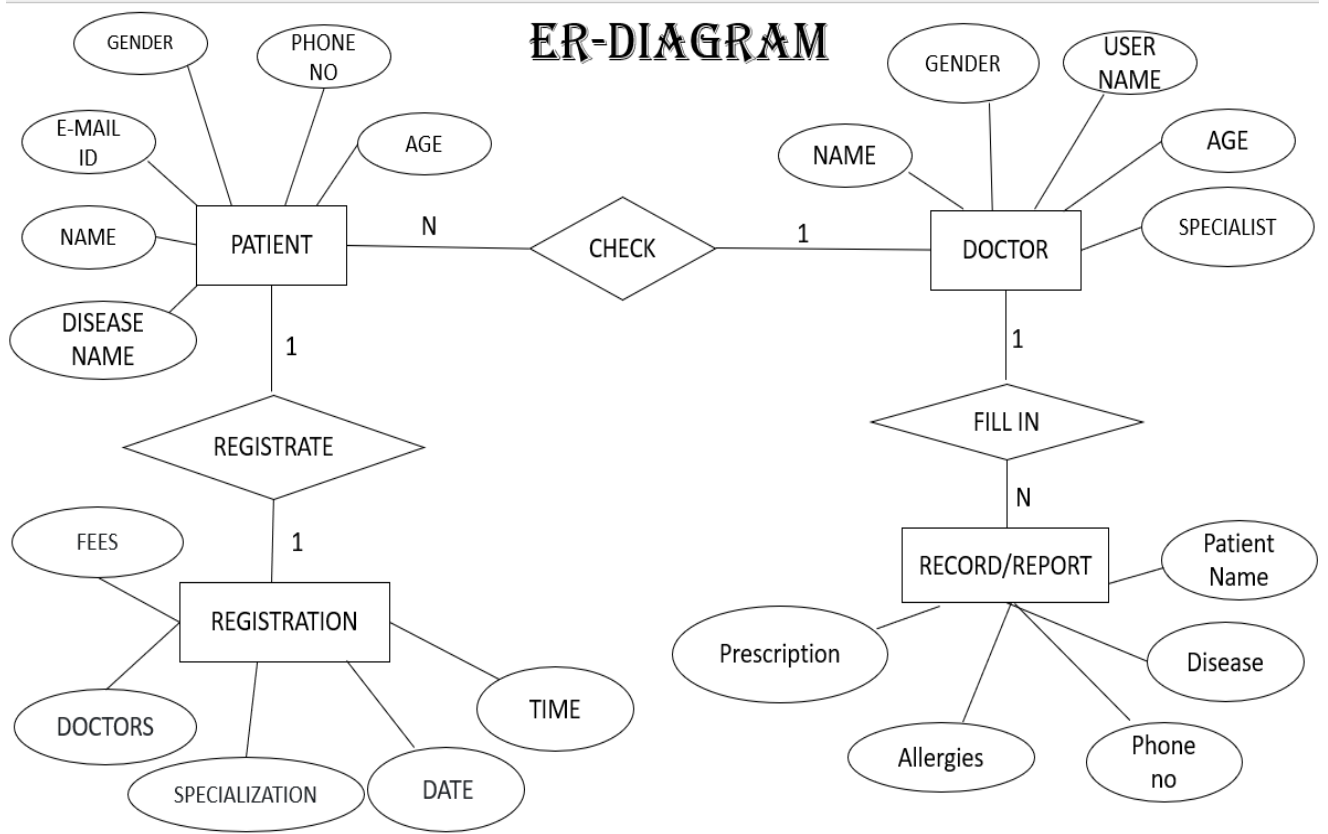 ER-DIAGRAM
GENDER
PHONE
NO
E-MAIL
ID
AGE
NAME
PATIENT
DISEASE
NAME
N
CHECK
1
GENDER
USER
NAME
NAME
AGE
SPECIALIST
DOCTOR
1
REGISTRATE
1
FEES
REGISTRATION
DOCTORS
SPECIALIZATION
DATE
TIME
1
FILL IN
N
RECORD/REPORT
Patient
Name
Prescription
Disease
Allergies
Phone
no